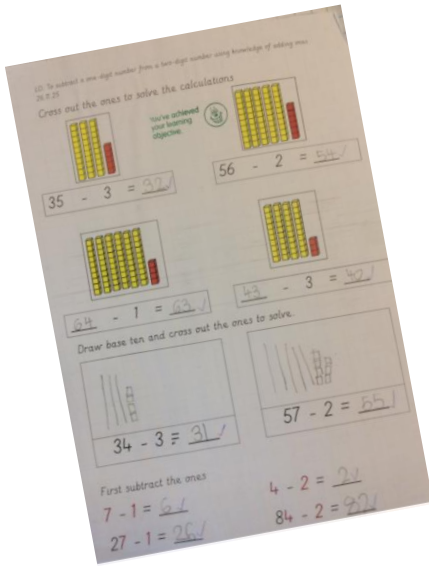 LO: To subtract a one-digit number from a two-digit number using knowledge of adding ones
Cross out the ones to solve the calculations
You've achieved
your learning
objective.
35 - 3 = 32
56 - 2 = 54
64 - 1 = 63
43 - 3 = 40
Draw base ten and cross out the ones to solve.
34 - 3 = 31
57 - 2 = 55
First subtract the ones
7 - 1 = 6
4 - 2 = 2
27 - 1 = 26
84 - 2 = 82